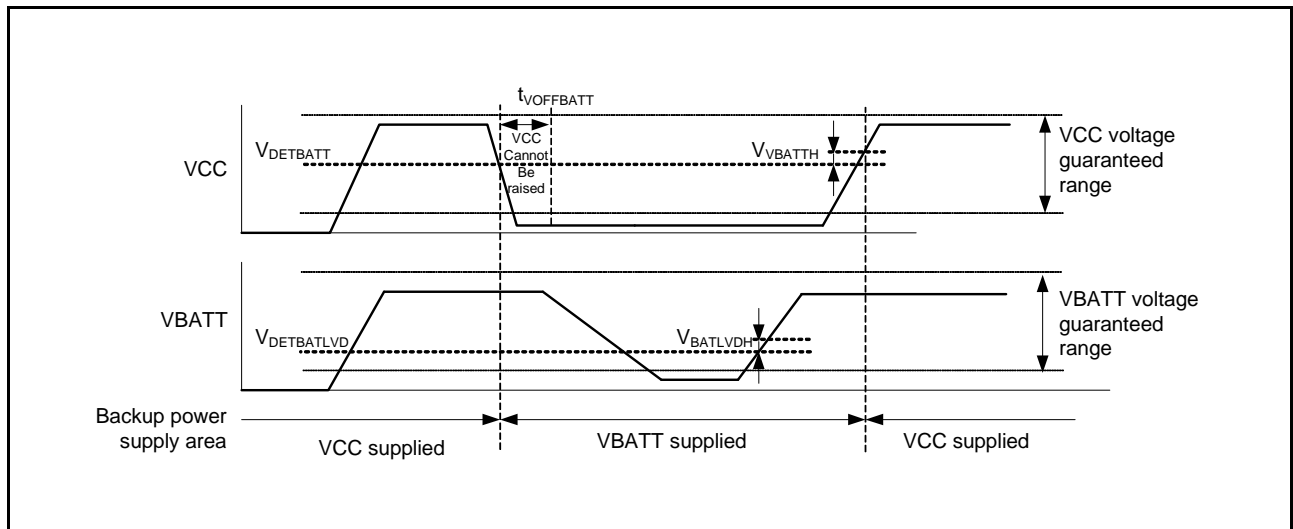 tVOFFBATT
VCC
Cannot
Be
raised
VDETBATT
VVBATTH
VCC
VCC voltage
guaranteed
range
VBATT
VDETBATLVD
VBATLVDH
VBATT voltage
guaranteed
range
Backup power
supply area
VCC supplied
VBATT supplied
VCC supplied